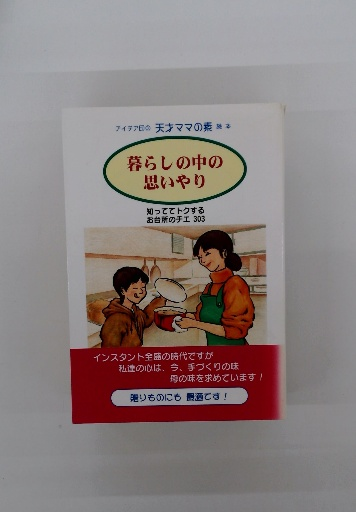 アイデア印の 天才ママの素 読本
暮らしの中の
思いやり
知っててトクする
お台所のチエ 303
インスタント全盛の時代ですが
私達の心は、今、手づくりの味
母の味を求めています!
贈りものにも 最適です!